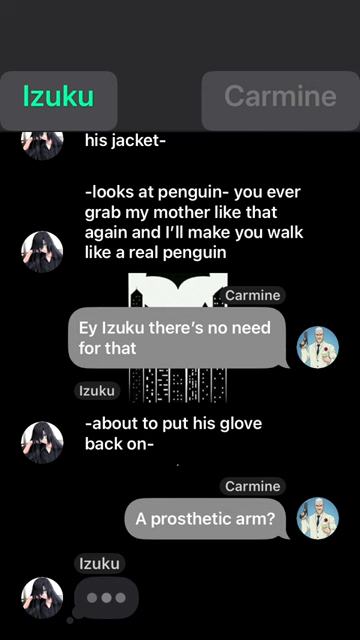 Izuku
Carmine
his jacket-
-looks at penguin- you ever
grab my mother like that
again and I’ll make you walk
like a real penguin
Carmine
Ey Izuku there’s no need
for that
Izuku
-about to put his glove
back on-
Carmine
A prosthetic arm?
Izuku